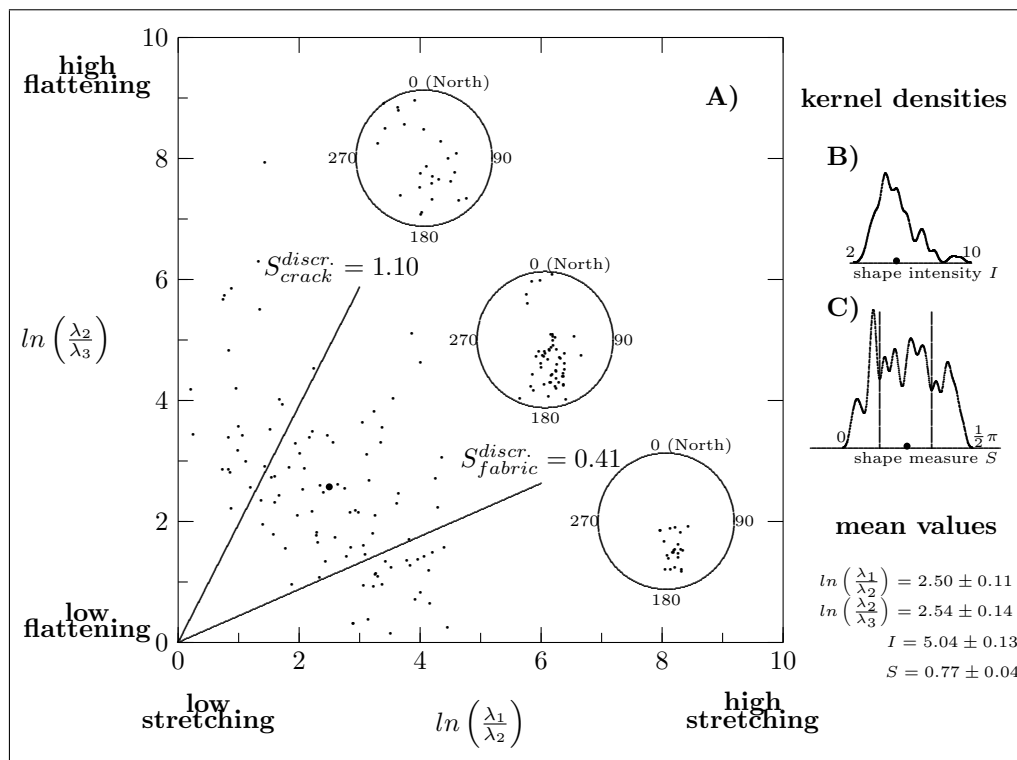 10
8
6
4
2
0
0
2
4
6
8
10
high
flattening
ln (λ2/λ3)
low
flattening
low
stretching
ln (λ1/λ2)
high
stretching
A)
0 (North)
270
90
180
S_crack^discr. = 1.10
0 (North)
270
90
180
S_fabric^discr. = 0.41
0 (North)
270
90
180
kernel densities
B)
2
10
shape intensity I
C)
0
1/2 π
shape measure S
mean values
ln (λ1/λ2) = 2.50 ± 0.11
ln (λ2/λ3) = 2.54 ± 0.14
I = 5.04 ± 0.13
S = 0.77 ± 0.04